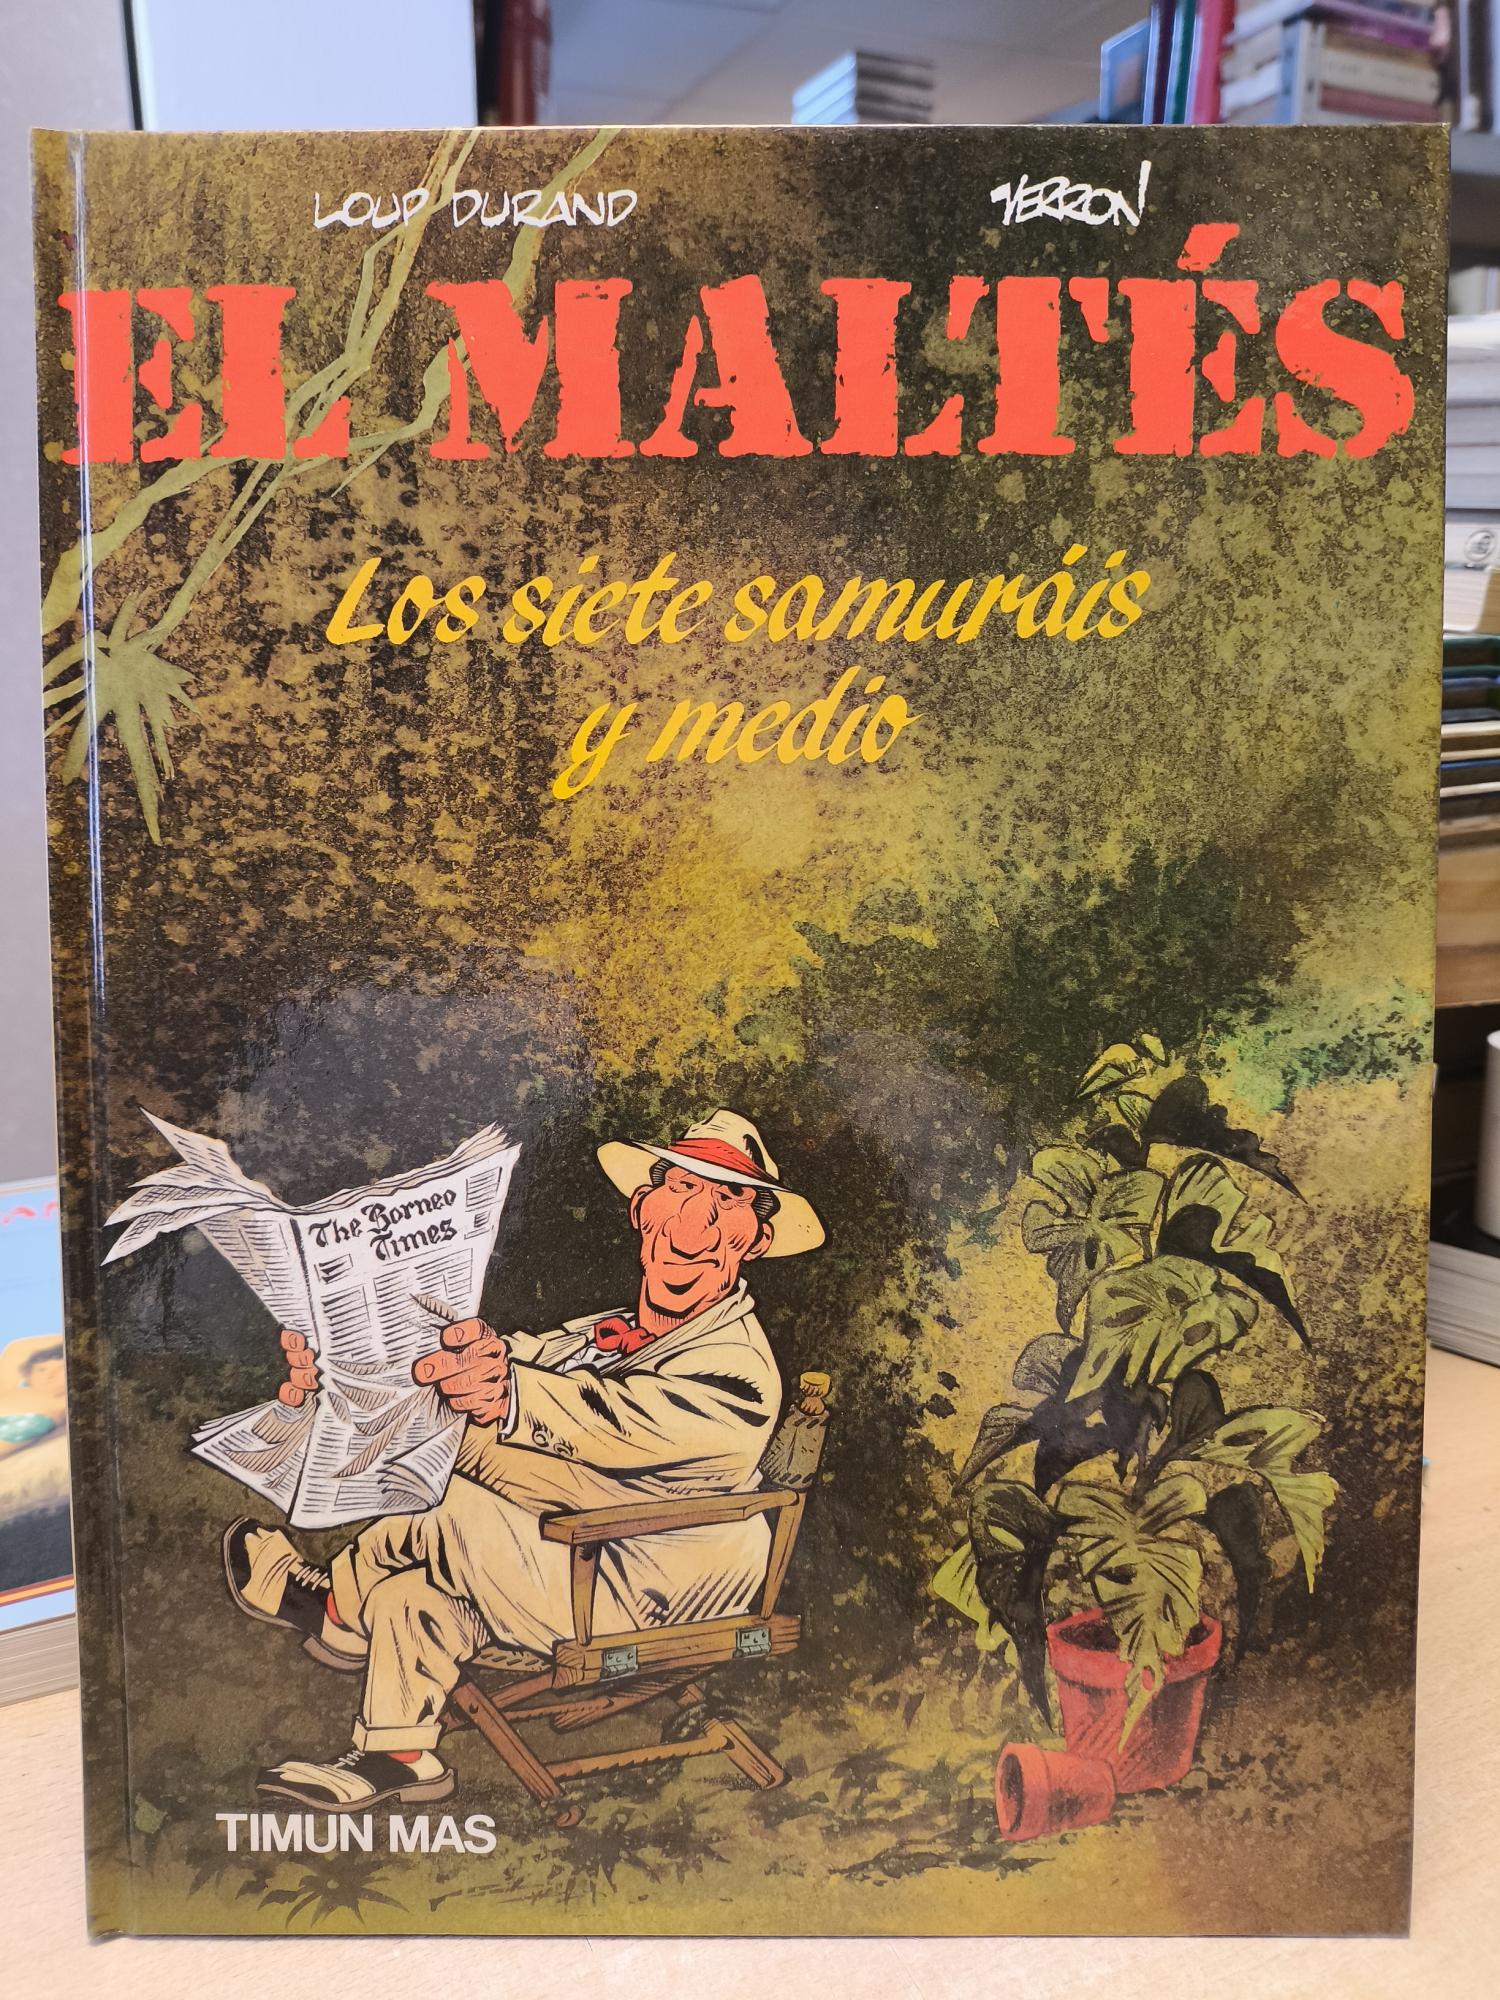 LOUP DURAND VERRON
EL MALTÉS
Los siete samuráis
y medio
The Borneo
Times
TIMUN MAS